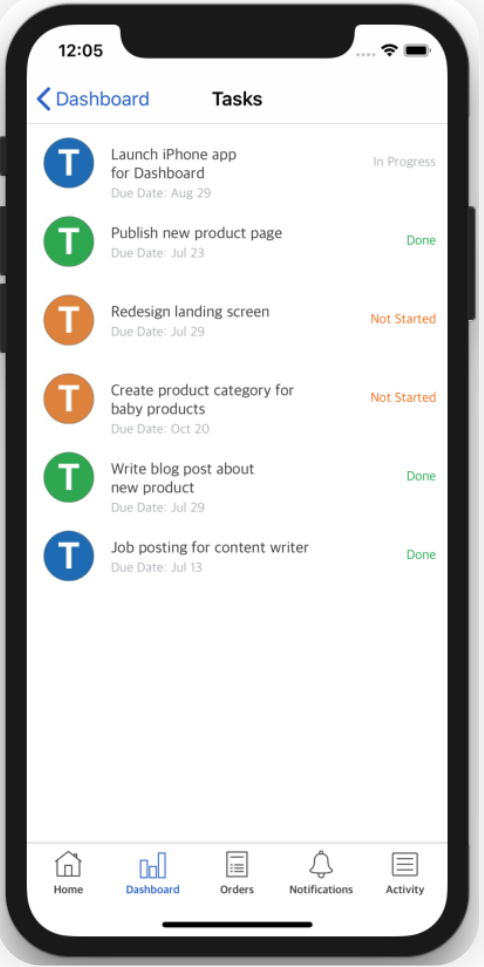 12:05
Dashboard
Tasks
T
Launch iPhone app
for Dashboard
Due Date: Aug 29
In Progress
T
Publish new product page
Due Date: Jul 23
Done
T
Redesign landing screen
Due Date: Jul 29
Not Started
T
Create product category for
baby products
Due Date: Oct 20
Not Started
T
Write blog post about
new product
Due Date: Jul 29
Done
T
Job posting for content writer
Due Date: Jul 13
Done
Home
Dashboard
Orders
Notifications
Activity